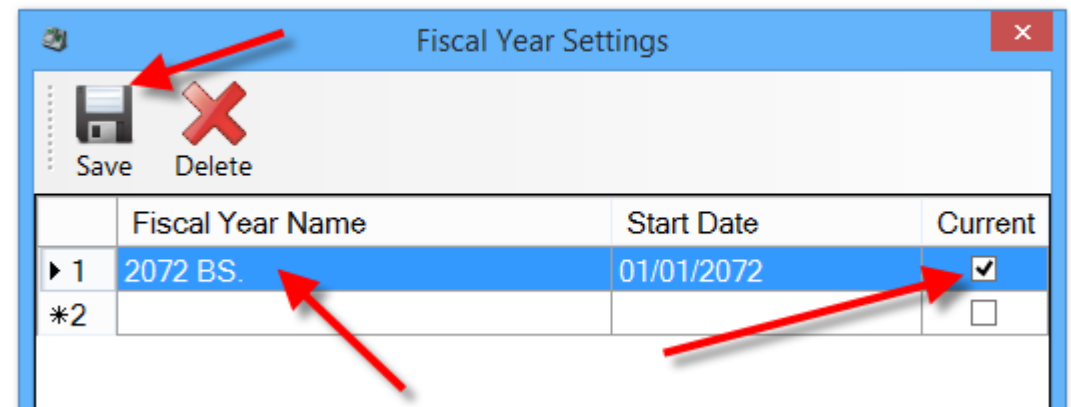 Fiscal Year Settings
Save Delete
Fiscal Year Name Start Date Current
1 2072 BS. 01/01/2072
*2